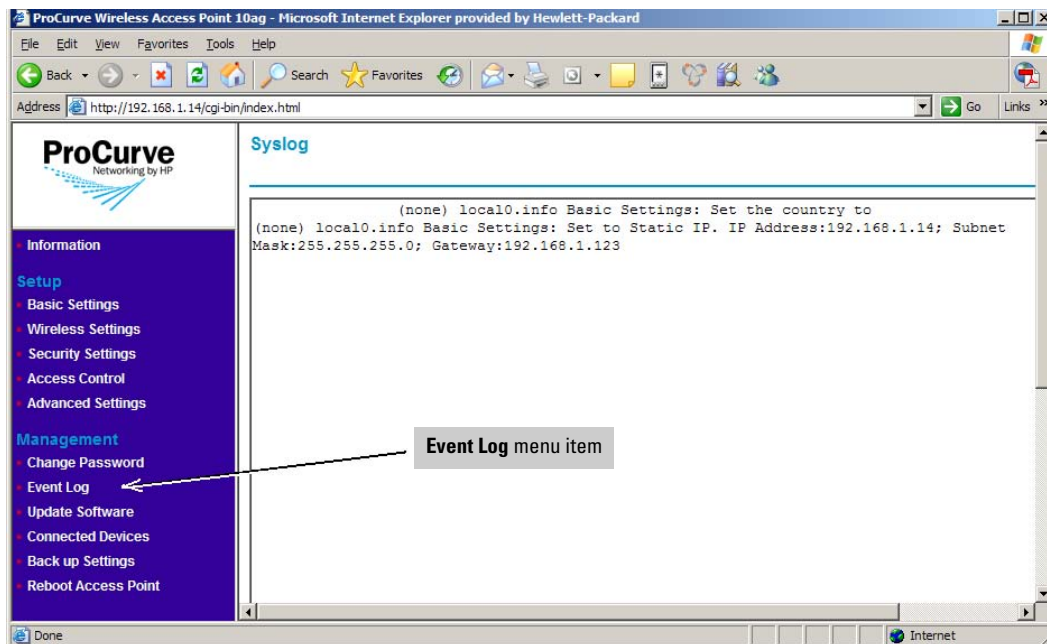 ProCurve Wireless Access Point 10ag - Microsoft Internet Explorer provided by Hewlett-Packard
File Edit View Favorites Tools Help
Back Search Favorites
Address http://192.168.1.14/cgi-bin/index.html Go Links »
ProCurve
Networking by HP
Information
Setup
Basic Settings
Wireless Settings
Security Settings
Access Control
Advanced Settings
Management
Change Password
Event Log
Update Software
Connected Devices
Back up Settings
Reboot Access Point
Syslog
(none) local0.info Basic Settings: Set the country to
(none) local0.info Basic Settings: Set to Static IP. IP Address:192.168.1.14; Subnet
Mask:255.255.255.0; Gateway:192.168.1.123
Event Log menu item
Done Internet